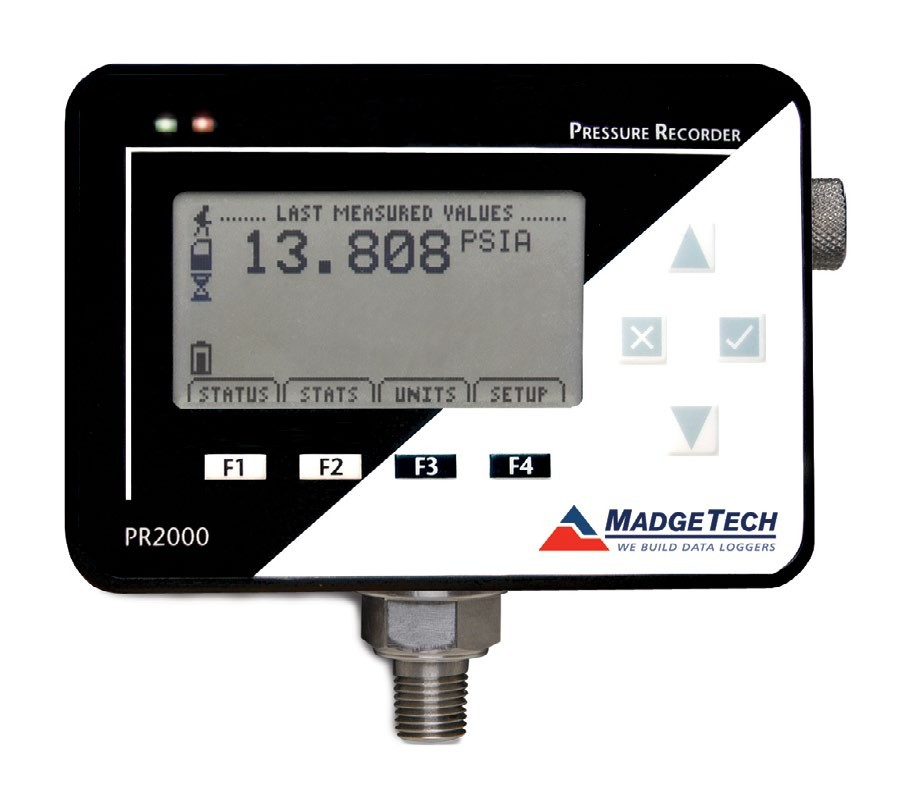 PRESSURE RECORDER
........ LAST MEASURED VALUES ........
13.808 PSIA
STATUS STATS UNITS SETUP
F1 F2 F3 F4
PR2000
MADGETECH
WE BUILD DATA LOGGERS